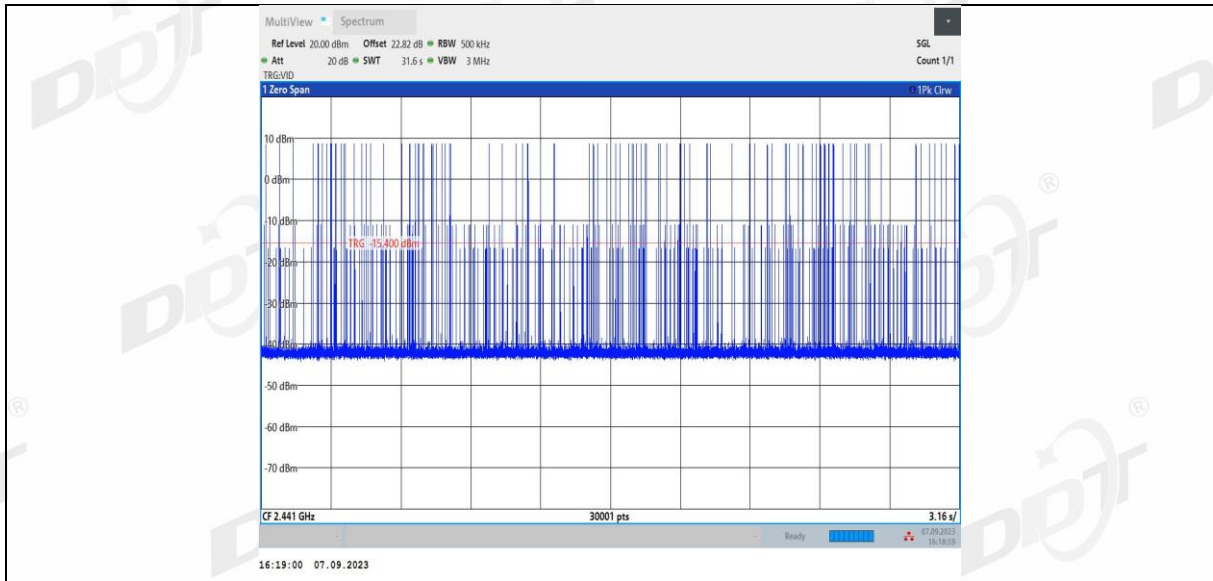 MultiView Spectrum
Ref Level 20.00 dBm Offset 22.82 dB RBW 500 kHz SGL
Att 20 dB SWT 31.6 s VBW 3 MHz Count 1/1
TRG:VID
1 Zero Span 1Pk Clrw
10 dBm
0 dBm
-10 dBm
TRG -15.400 dBm
-20 dBm
-30 dBm
-40 dBm
-50 dBm
-60 dBm
-70 dBm
CF 2.441 GHz 30001 pts 3.16 s/
Ready 07.09.2023
16:18:58
16:19:00 07.09.2023
DDT ®